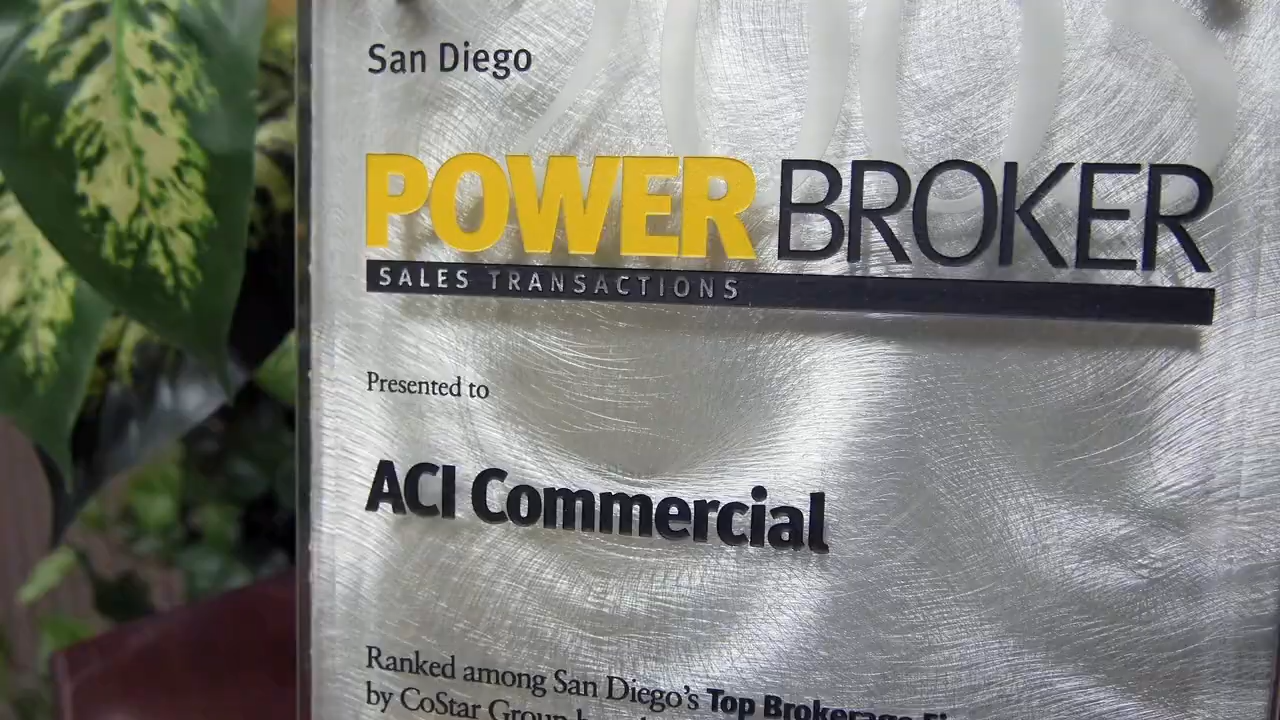 San Diego
POWER BROKER
SALES TRANSACTIONS
Presented to
ACI Commercial
Ranked among San Diego's Top Brokerage
by CoStar Group